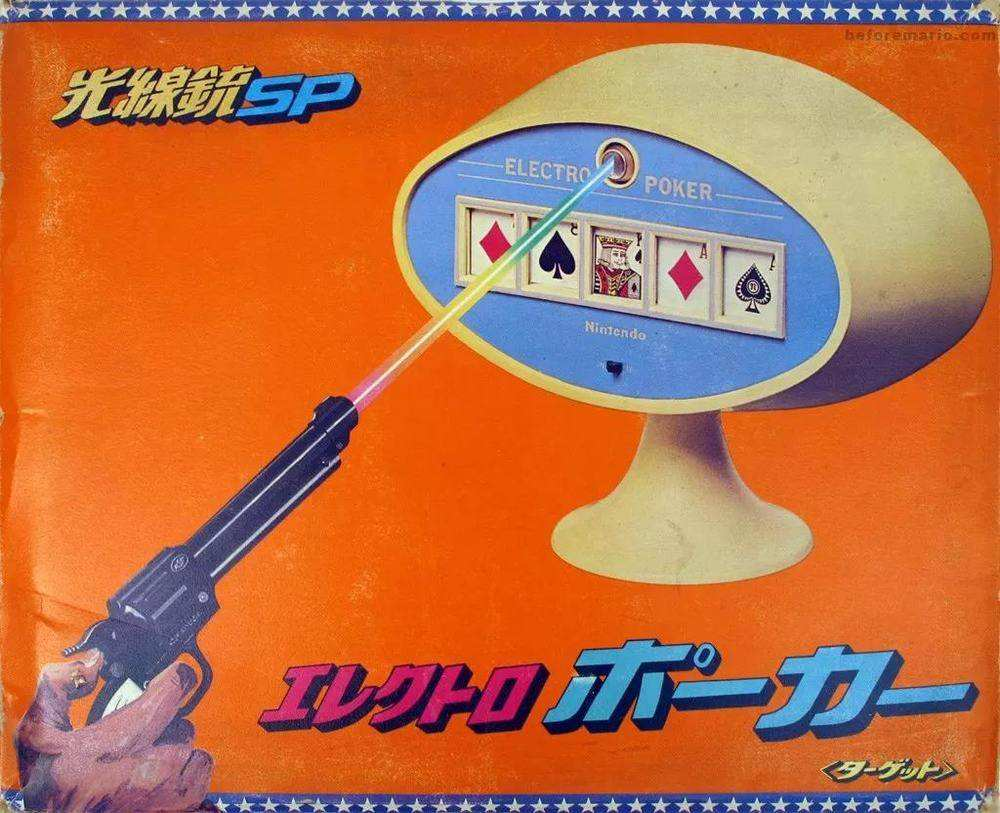 beforemario.com
光線銃SP
ELECTRO POKER
A
Nintendo
エレクトロ ポーカー
<ターゲット>